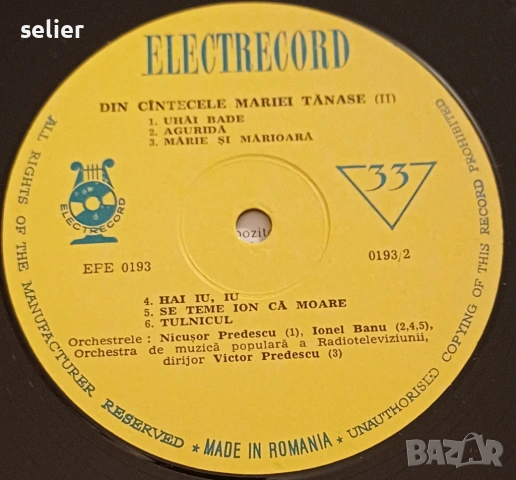 selier
ELECTRECORD
DIN CÎNTECELE MARIEI TĂNASE (II)
1. UHĂI BADE
2. AGURIDĂ
3. MĂRIE ȘI MĂRIOARĂ
ELECTRECORD
33
EFE 0193
0193/2
pozit
4. HAI IU, IU
5. SE TEME ION CĂ MOARE
6. TULNICUL
Orchestrele : Nicușor Predescu (1), Ionel Banu (2,4,5),
Orchestra de muzică populară a Radioteleviziunii,
dirijor Victor Predescu (3)
ALL RIGHTS OF THE MANUFACTURER RESERVED ★ MADE IN ROMANIA ★ UNAUTHORISED COPYING OF THIS RECORD PROHIBITED
BAZAR